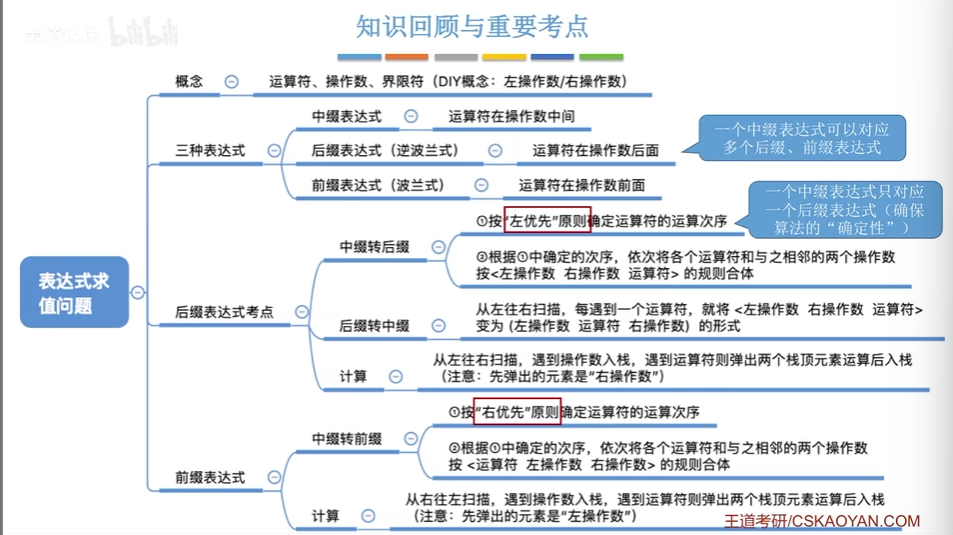 知识回顾与重要考点
bilibili
概念
运算符、操作数、界限符（DIY概念：左操作数/右操作数）
三种表达式
中缀表达式
运算符在操作数中间
后缀表达式（逆波兰式）
运算符在操作数后面
前缀表达式（波兰式）
运算符在操作数前面
一个中缀表达式可以对应
多个后缀、前缀表达式
一个中缀表达式只对应
一个后缀表达式（确保
算法的“确定性”）
表达式求
值问题
后缀表达式考点
中缀转后缀
①按“左优先”原则确定运算符的运算次序
②根据①中确定的次序，依次将各个运算符和与之相邻的两个操作数
按<左操作数 右操作数 运算符> 的规则合体
后缀转中缀
从左往右扫描，每遇到一个运算符，就将 <左操作数 右操作数 运算符>
变为 (左操作数 运算符 右操作数) 的形式
计算
从左往右扫描，遇到操作数入栈，遇到运算符则弹出两个栈顶元素运算后入栈
（注意：先弹出的元素是“右操作数”）
前缀表达式
中缀转前缀
①按“右优先”原则确定运算符的运算次序
②根据①中确定的次序，依次将各个运算符和与之相邻的两个操作数
按 <运算符 左操作数 右操作数> 的规则合体
计算
从右往左扫描，遇到操作数入栈，遇到运算符则弹出两个栈顶元素运算后入栈
（注意：先弹出的元素是“左操作数”）
王道考研/CSKAOYAN.COM